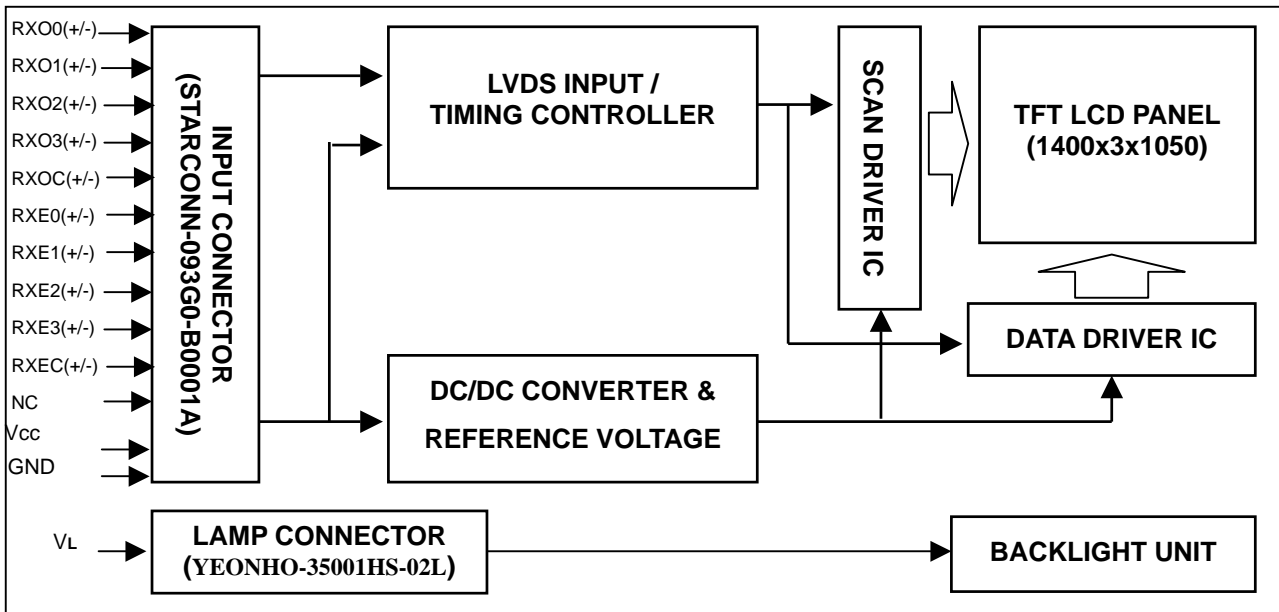 RXO0(+/-)
RXO1(+/-)
RXO2(+/-)
RXO3(+/-)
RXOC(+/-)
RXE0(+/-)
RXE1(+/-)
RXE2(+/-)
RXE3(+/-)
RXEC(+/-)
NC
Vcc
GND
INPUT CONNECTOR
(STARCONN-093G0-B0001A)
LVDS INPUT /
TIMING CONTROLLER
SCAN DRIVER IC
TFT LCD PANEL
(1400x3x1050)
DATA DRIVER IC
DC/DC CONVERTER &
REFERENCE VOLTAGE
VL
LAMP CONNECTOR
(YEONHO-35001HS-02L)
BACKLIGHT UNIT